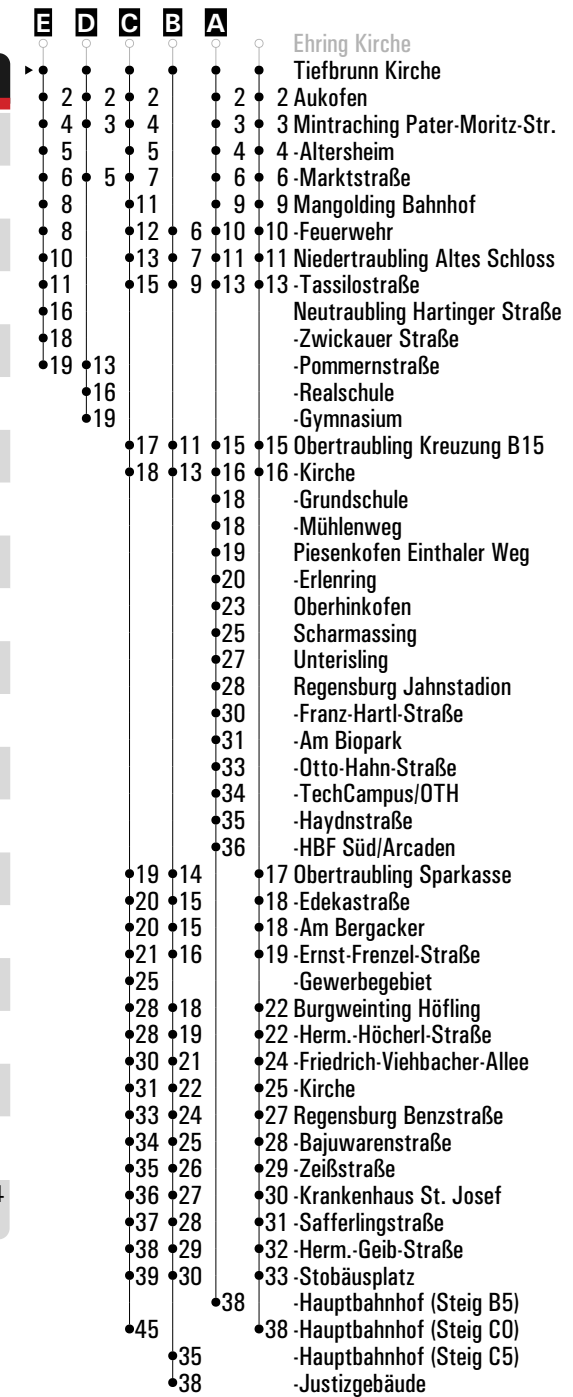 E D C B A
Ehring Kirche
Tiefbrunn Kirche
2 2 2 2 2 Aukofen
4 3 4 3 3 Mintraching Pater-Moritz-Str.
5 5 4 4 -Altersheim
6 5 7 6 6 -Marktstraße
8 11 9 9 Mangolding Bahnhof
8 12 6 10 10 -Feuerwehr
10 13 7 11 11 Niedertraubling Altes Schloss
11 15 9 13 13 -Tassilostraße
16 Neutraubling Hartinger Straße
18 -Zwickauer Straße
19 13 -Pommernstraße
16 -Realschule
19 -Gymnasium
17 11 15 15 Obertraubling Kreuzung B15
18 13 16 16 -Kirche
18 -Grundschule
18 -Mühlenweg
19 Piesenkofen Einthaler Weg
20 -Erlenring
23 Oberhinkofen
25 Scharmassing
27 Unterisling
28 Regensburg Jahnstadion
30 -Franz-Hartl-Straße
31 -Am Biopark
33 -Otto-Hahn-Straße
34 -TechCampus/OTH
35 -Haydnstraße
36 -HBF Süd/Arcaden
19 14 17 Obertraubling Sparkasse
20 15 18 -Edekastraße
20 15 18 -Am Bergacker
21 16 19 -Ernst-Frenzel-Straße
25 -Gewerbegebiet
28 18 22 Burgweinting Höfling
28 19 22 -Herm.-Höcherl-Straße
30 21 24 -Friedrich-Viehbacher-Allee
31 22 25 -Kirche
33 24 27 Regensburg Benzstraße
34 25 28 -Bajuwarenstraße
35 26 29 -Zeißstraße
36 27 30 -Krankenhaus St. Josef
37 28 31 -Safferlingstraße
38 29 32 -Herm.-Geib-Straße
39 30 33 -Stobäusplatz
38 -Hauptbahnhof (Steig B5)
45 38 -Hauptbahnhof (Steig C0)
35 -Hauptbahnhof (Steig C5)
38 -Justizgebäude